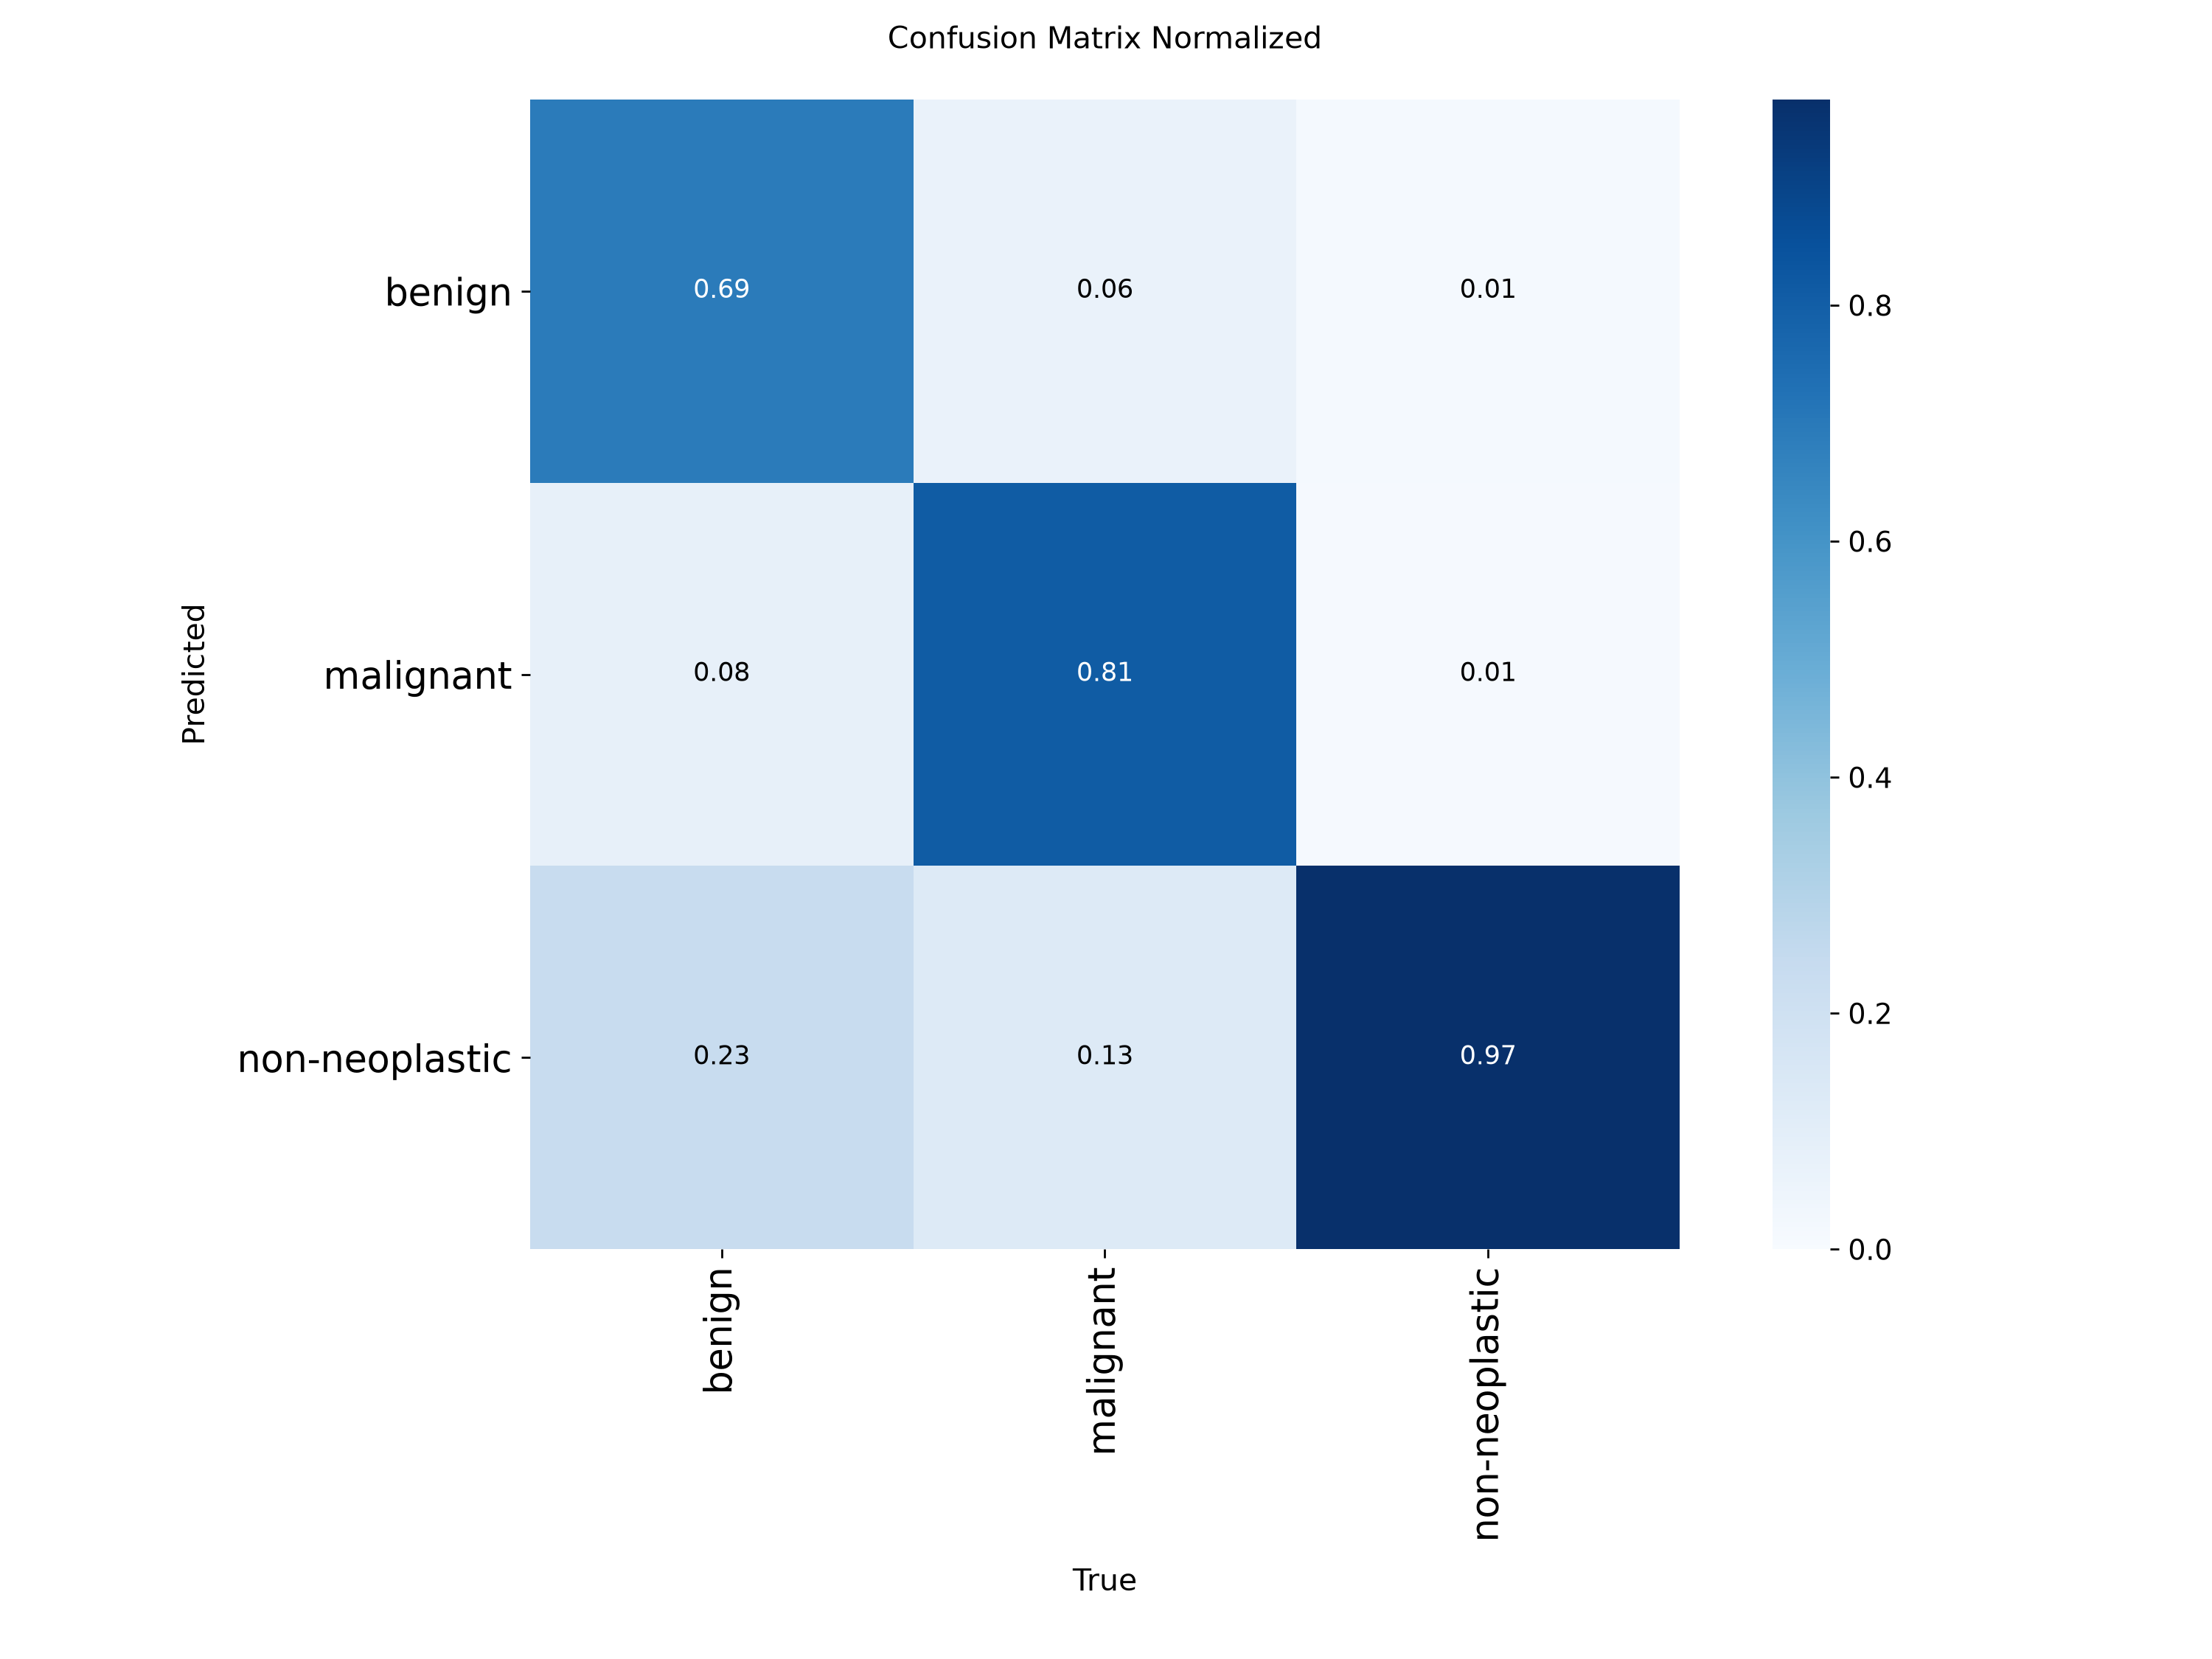 Confusion Matrix Normalized
benign
0.69
0.06
0.01
malignant
0.08
0.81
0.01
non-neoplastic
0.23
0.13
0.97
Predicted
benign
malignant
non-neoplastic
True
0.8
0.6
0.4
0.2
0.0